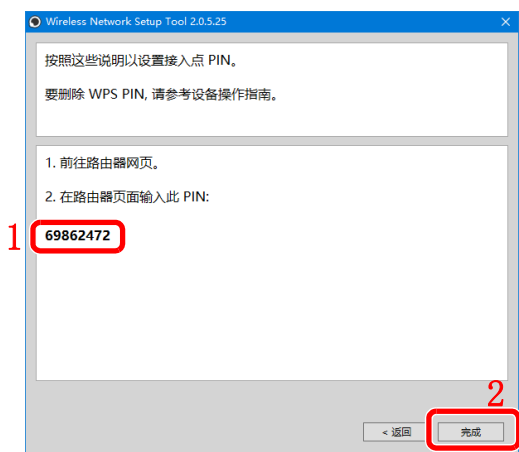 Wireless Network Setup Tool 2.0.5.25
按照这些说明以设置接入点 PIN。
要删除 WPS PIN, 请参考设备操作指南。
1. 前往路由器网页。
2. 在路由器页面输入此 PIN:
1
69862472
2
< 返回
完成